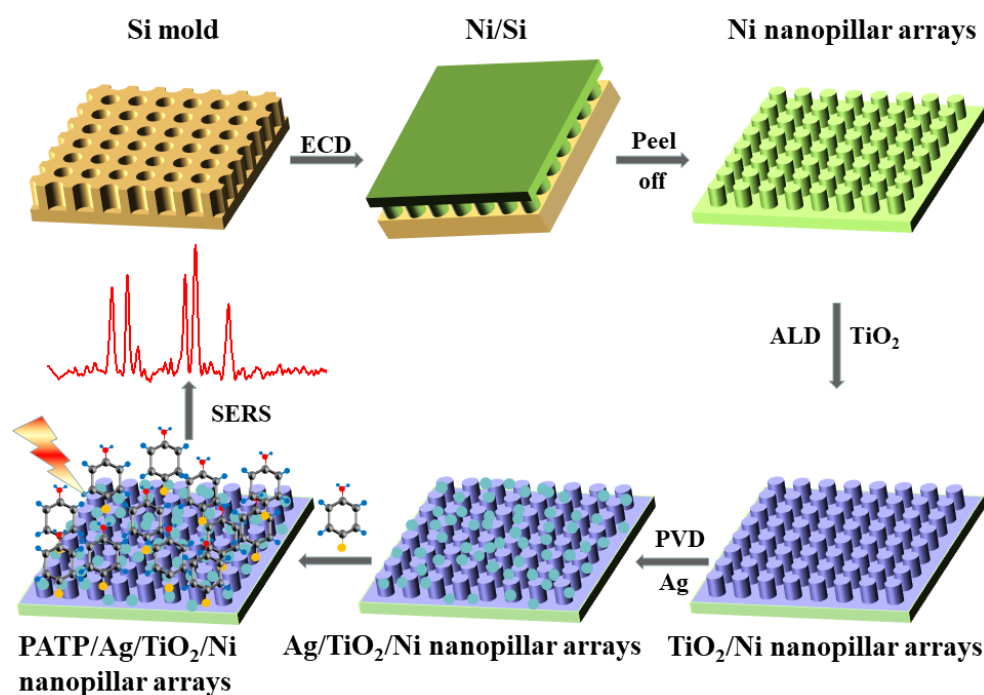 Si mold
Ni/Si
Ni nanopillar arrays
ECD
Peel
off
ALD
TiO₂
SERS
PVD
Ag
PATP/Ag/TiO₂/Ni
nanopillar arrays
Ag/TiO₂/Ni nanopillar arrays
TiO₂/Ni nanopillar arrays